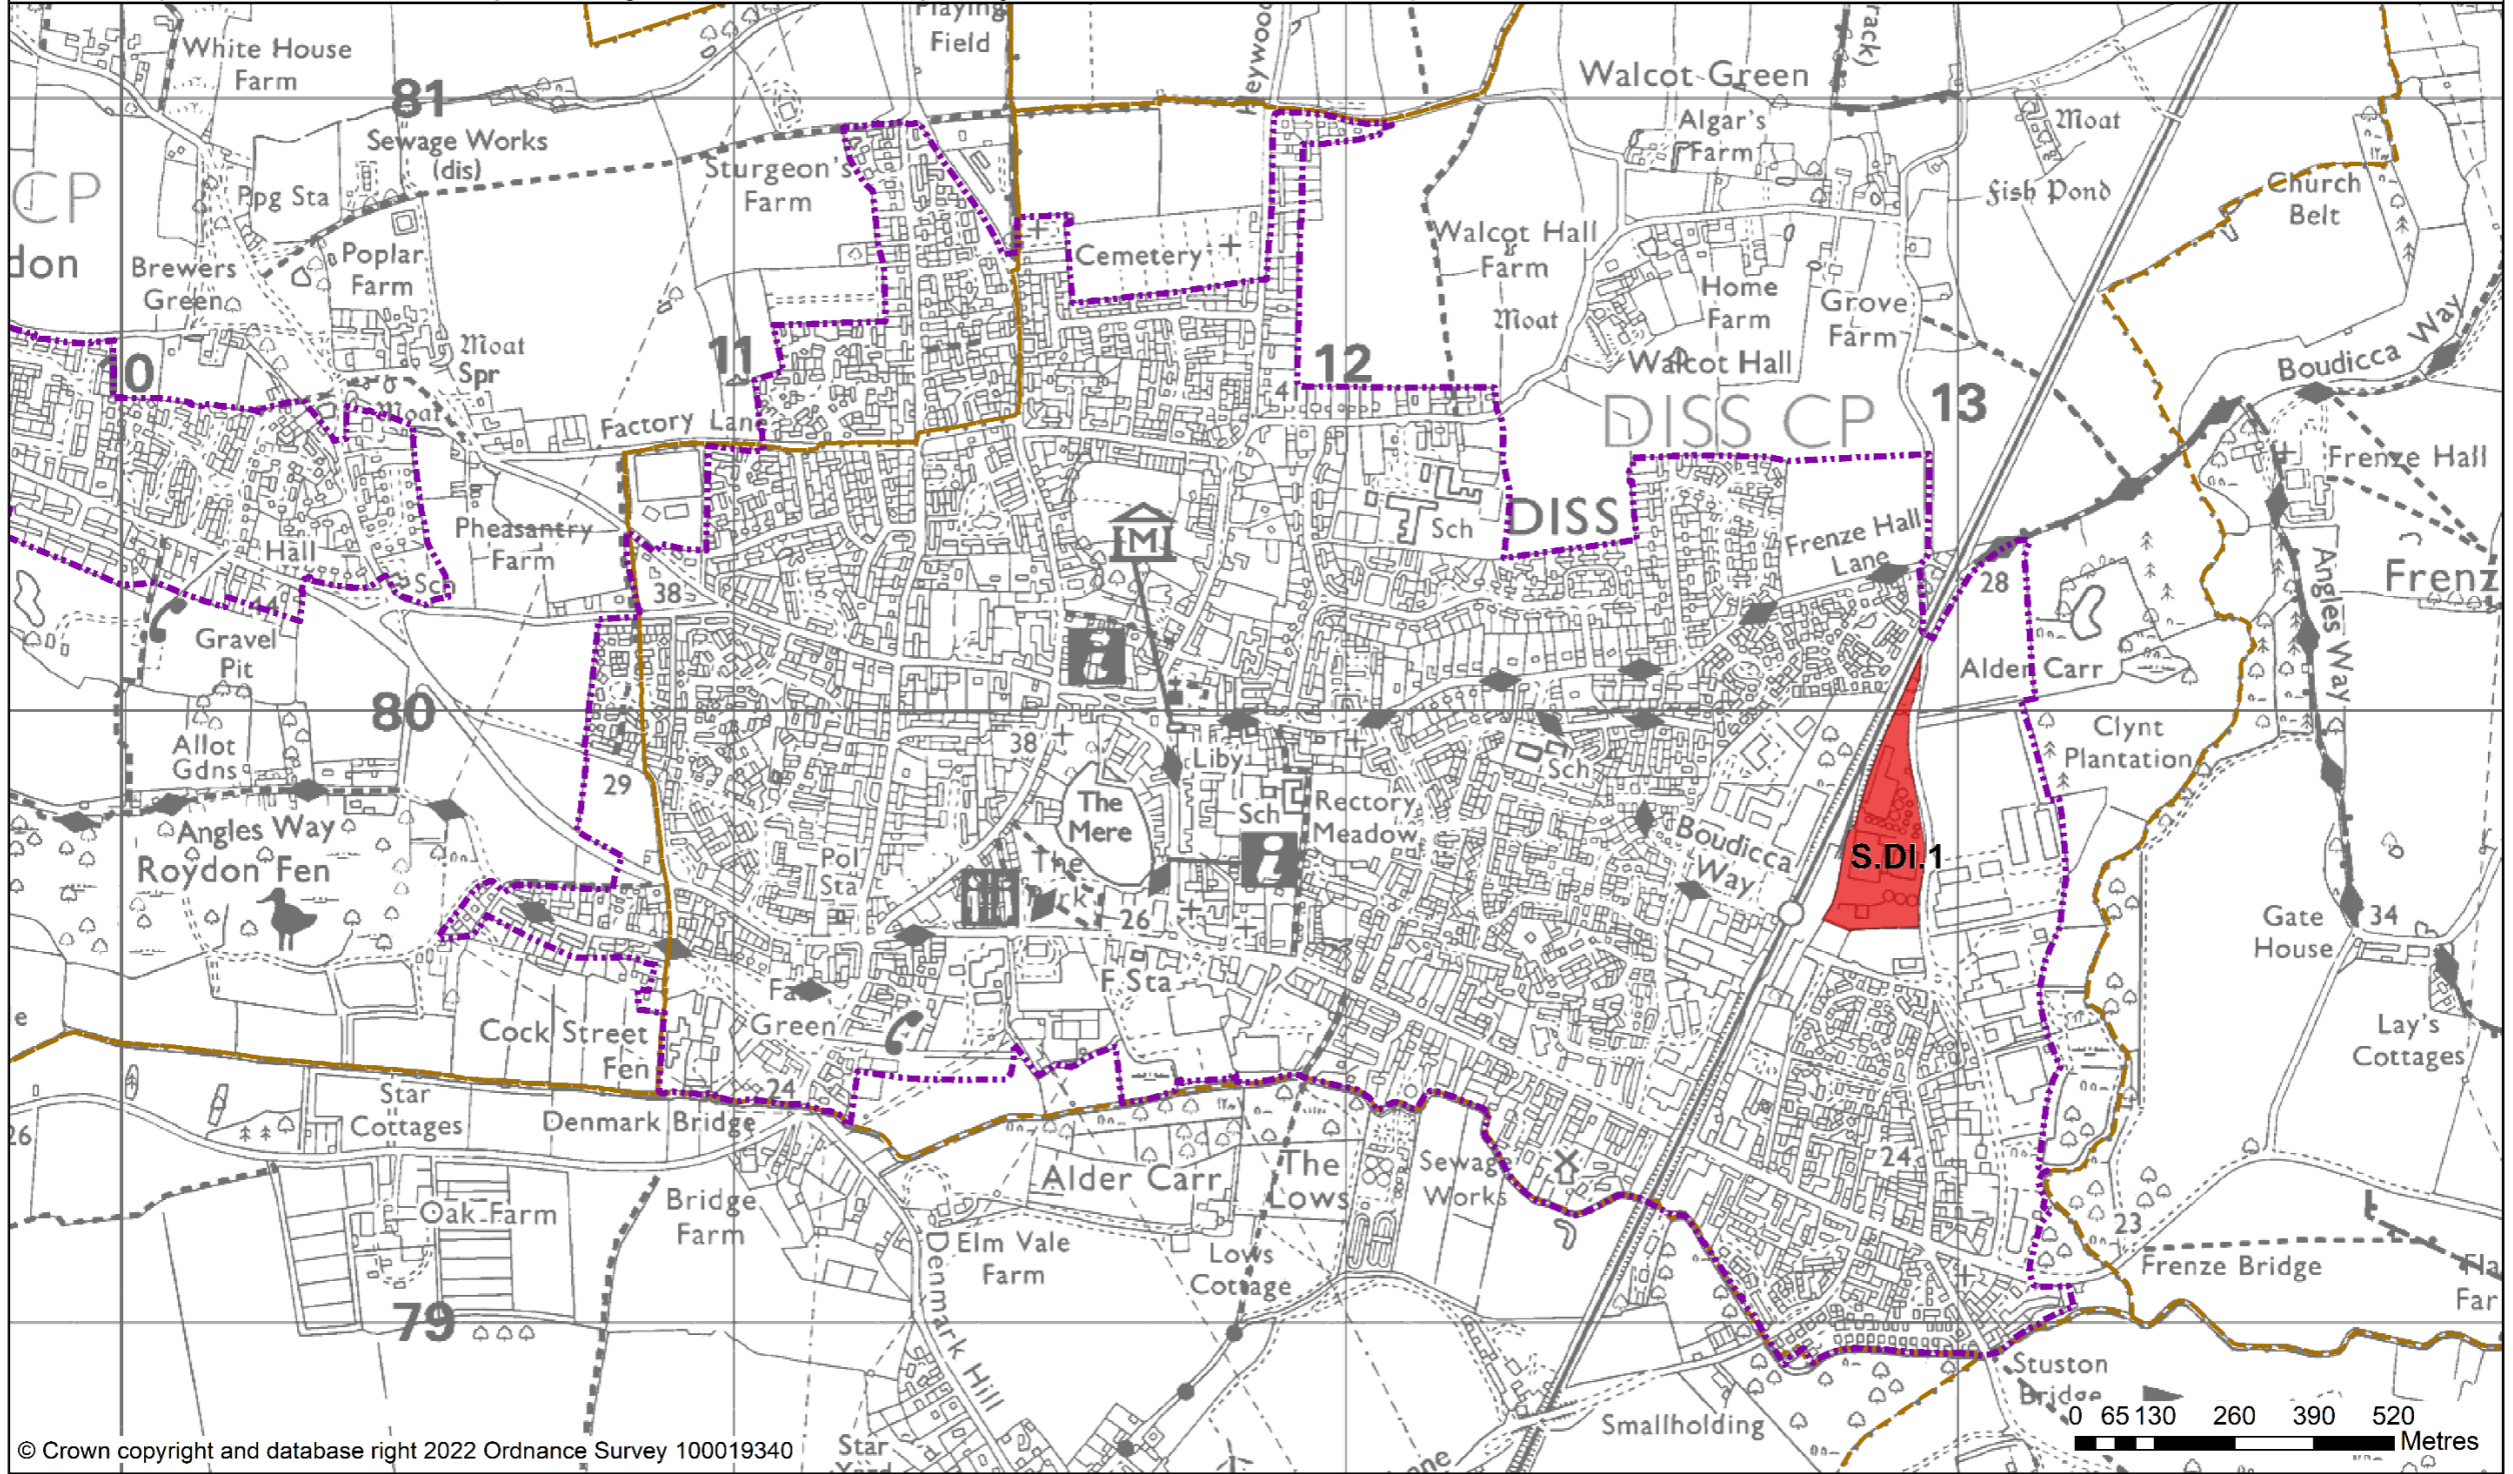 Playing
Field
White House
Farm
81
Sewage Works
(dis)
Ppg Sta
CP
Sturgeon's
Farm
Walcot Green
Algar's
Farm
Moat
Fish Pond
Church
Belt
Brewers
Green
Poplar
Farm
Cemetery
Walcot Hall
Farm
Moat
Home
Farm
Grove
Farm
Walcot Hall
Boudicca Way
10
Moat
Spr
Moat
11
12
13
41
Factory Lane
DISS CP
DISS
Frenze Hall
Frenze Hall
Lane
Pheasantry
Farm
Hall
Sch
44
38
M
Sch
28
Angles Way
Gravel
Pit
i
Alder Carr
80
Allot
Gdns
29
38
Liby
Sch
Clynt
Plantation
The
Mere
Sch
Rectory
Meadow
Boudicca
Way
S.DI.1
Angles Way
Roydon Fen
Pol
Sta
The
Park
i
26
Gate
House
34
F Sta
Fair
Green
Cock Street
Fen
Lay's
Cottages
24
Star
Cottages
Denmark Bridge
26
Alder Carr
The
Lows
Sewage
Works
24
Oak Farm
Bridge
Farm
Elm Vale
Farm
Lows
Cottage
23
Frenze Bridge
79
Denmark Hill
Stuston
Bridge
Smallholding
Star
0 65 130 260 390 520
Metres
© Crown copyright and database right 2022 Ordnance Survey 100019340